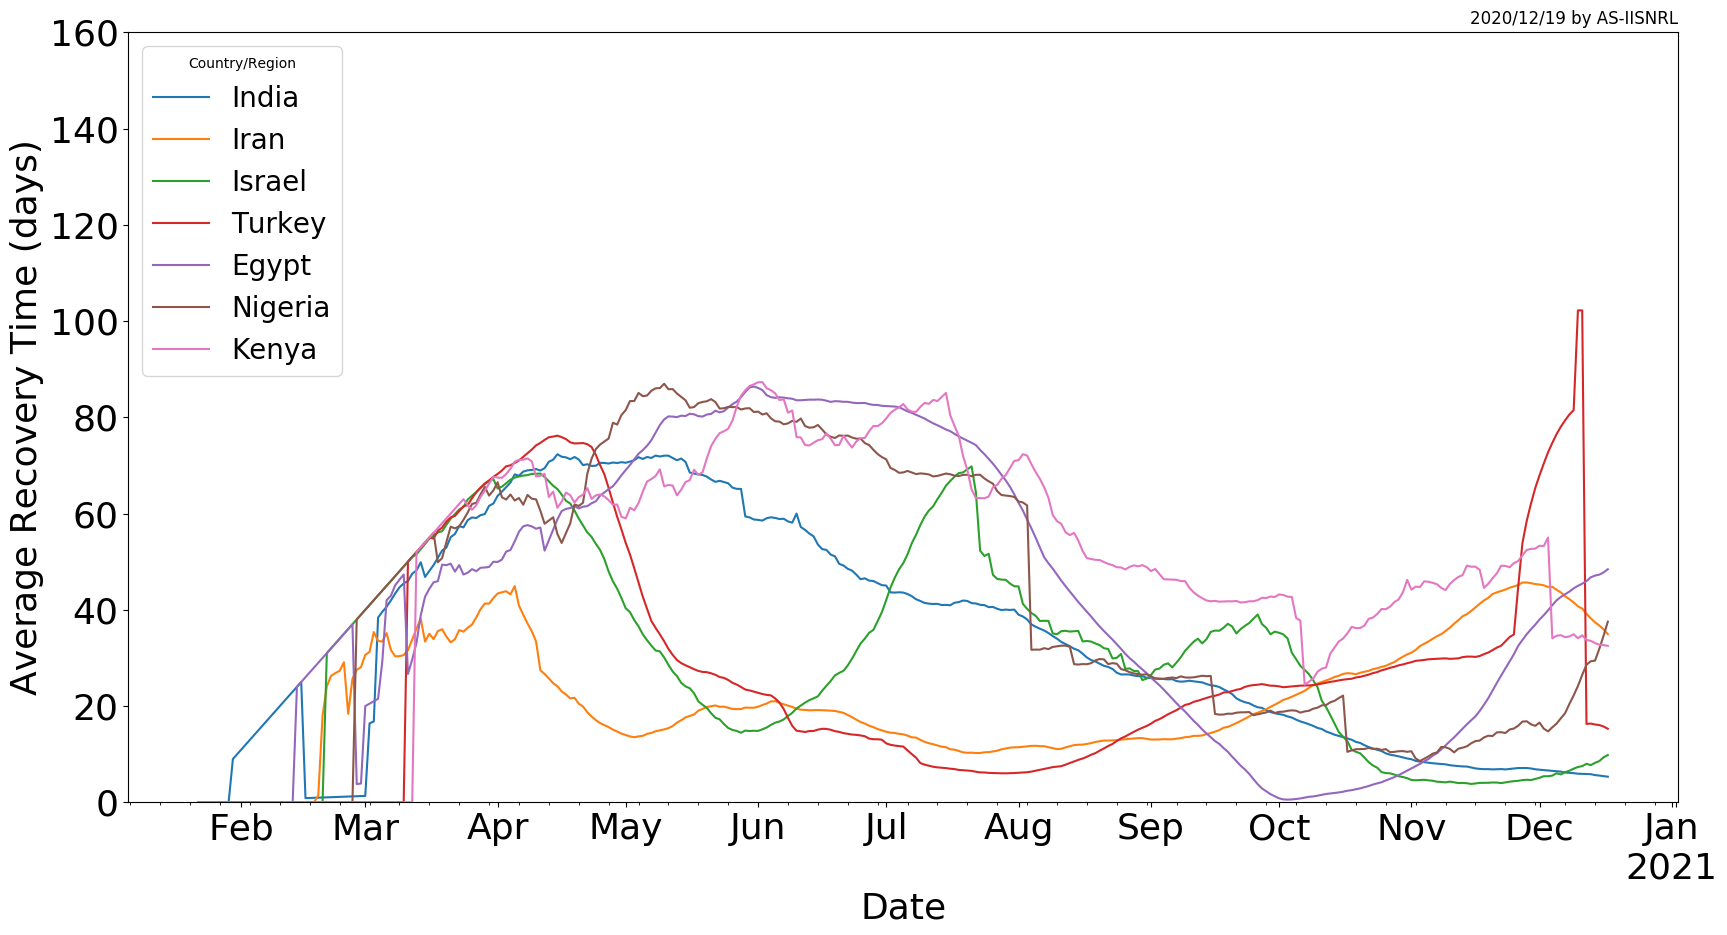 2020/12/19 by AS-IISNRL
160
140
120
100
80
60
40
20
0
Average Recovery Time (days)
Country/Region
India
Iran
Israel
Turkey
Egypt
Nigeria
Kenya
Feb Mar Apr May Jun Jul Aug Sep Oct Nov Dec Jan
2021
Date